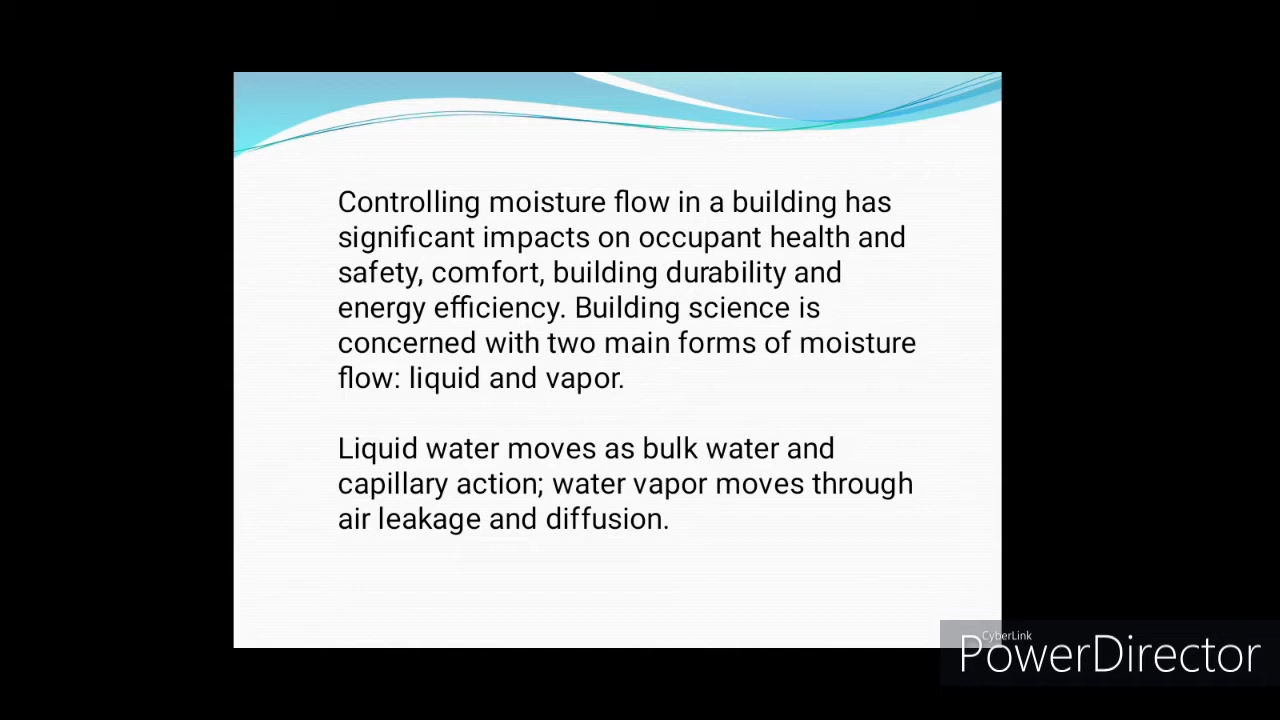 Controlling moisture flow in a building has
significant impacts on occupant health and
safety, comfort, building durability and
energy efficiency. Building science is
concerned with two main forms of moisture
flow: liquid and vapor.
Liquid water moves as bulk water and
capillary action; water vapor moves through
air leakage and diffusion.
CyberLink
PowerDirector